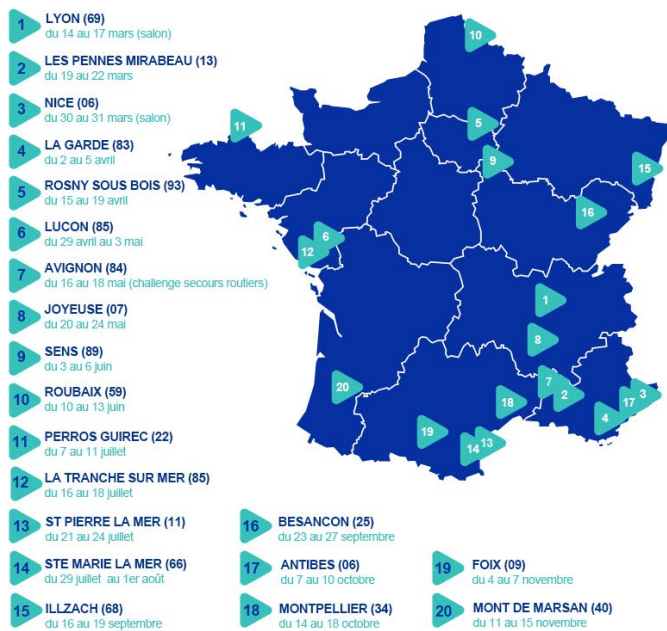 1 LYON (69)
du 14 au 17 mars (salon)
2 LES PENNES MIRABEAU (13)
du 19 au 22 mars
3 NICE (06)
du 30 au 31 mars (salon)
4 LA GARDE (83)
du 2 au 5 avril
5 ROSNY SOUS BOIS (93)
du 15 au 19 avril
6 LUCON (85)
du 29 avril au 3 mai
7 AVIGNON (84)
du 16 au 18 mai (challenge secours routiers)
8 JOYEUSE (07)
du 20 au 24 mai
9 SENS (89)
du 3 au 6 juin
10 ROUBAIX (59)
du 10 au 13 juin
11 PERROS GUIREC (22)
du 7 au 11 juillet
12 LA TRANCHE SUR MER (85)
du 16 au 18 juillet
13 ST PIERRE LA MER (11)
du 21 au 24 juillet
14 STE MARIE LA MER (66)
du 29 juillet au 1er août
15 ILLZACH (68)
du 16 au 19 septembre
16 BESANCON (25)
du 23 au 27 septembre
17 ANTIBES (06)
du 7 au 10 octobre
18 MONTPELLIER (34)
du 14 au 18 octobre
19 FOIX (09)
du 4 au 7 novembre
20 MONT DE MARSAN (40)
du 11 au 15 novembre
10
11
5
9
15
16
6
12
1
8
20
7
2
3
17
18
4
19
13
14